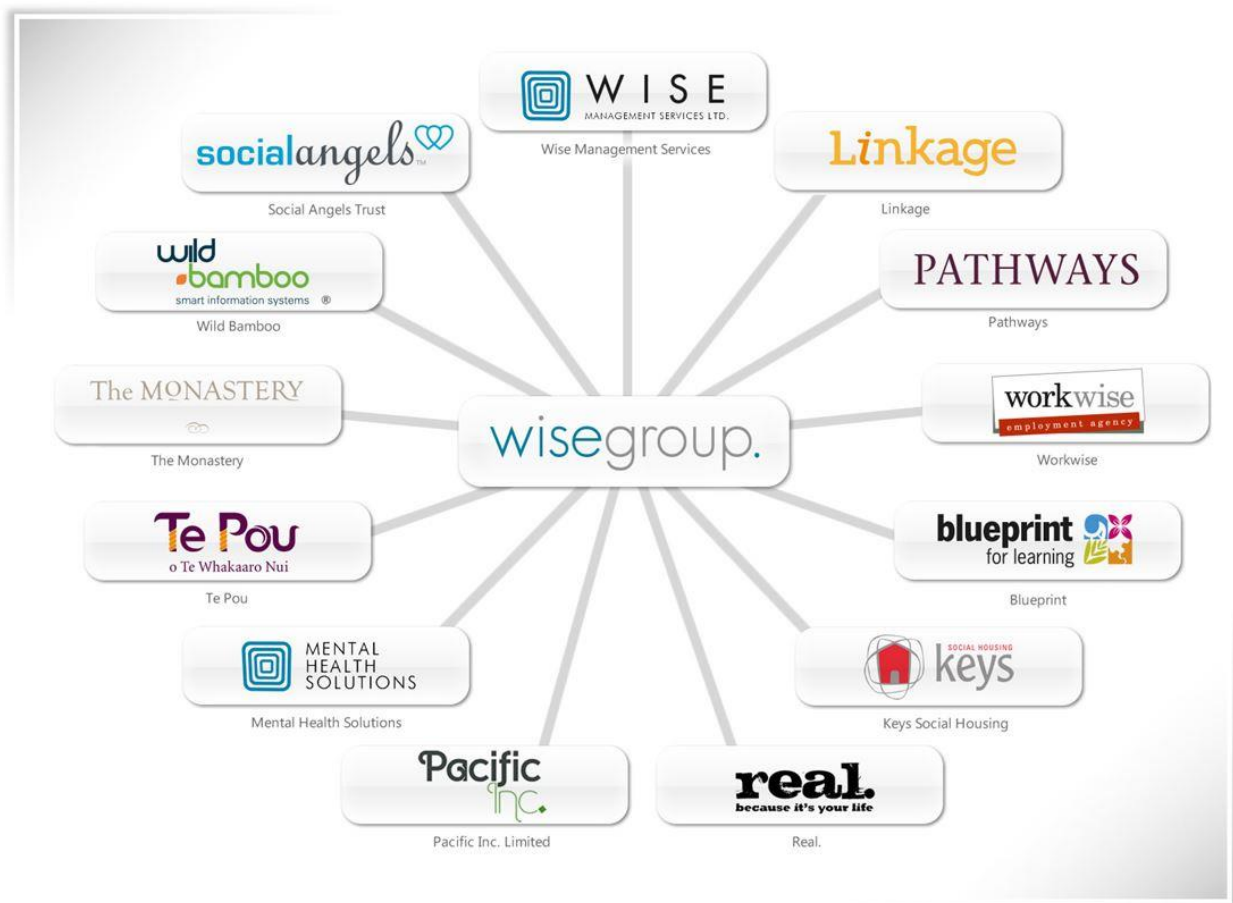 WISE
MANAGEMENT SERVICES LTD.
Wise Management Services
socialangels™
Social Angels Trust
Linkage
Linkage
wild
bamboo
smart information systems ®
Wild Bamboo
PATHWAYS
Pathways
The MONASTERY
The Monastery
wisegroup.
workwise
employment agency
Workwise
Te Pou
o Te Whakaaro Nui
Te Pou
blueprint
for learning
Blueprint
MENTAL
HEALTH
SOLUTIONS
Mental Health Solutions
SOCIAL HOUSING
keys
Keys Social Housing
Pacific
Inc.
Pacific Inc. Limited
real.
because it's your life
Real.